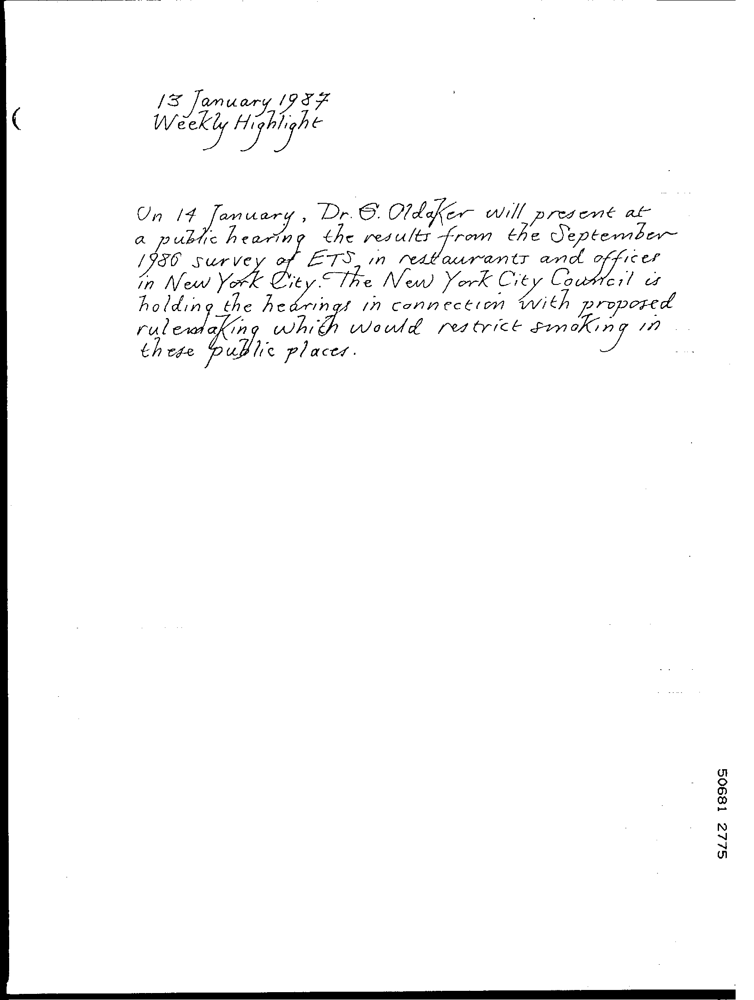 13 January 1987
Weekly Highlight
On 14 January, Dr. G. Oldaker will present at
a public hearing the results from the September
1986 survey of ETS in restaurants and offices
in New York City. The New York City Council is
holding the hearings in connection with proposed
rulemaking which would restrict smoking in
these public places.
50681 2775